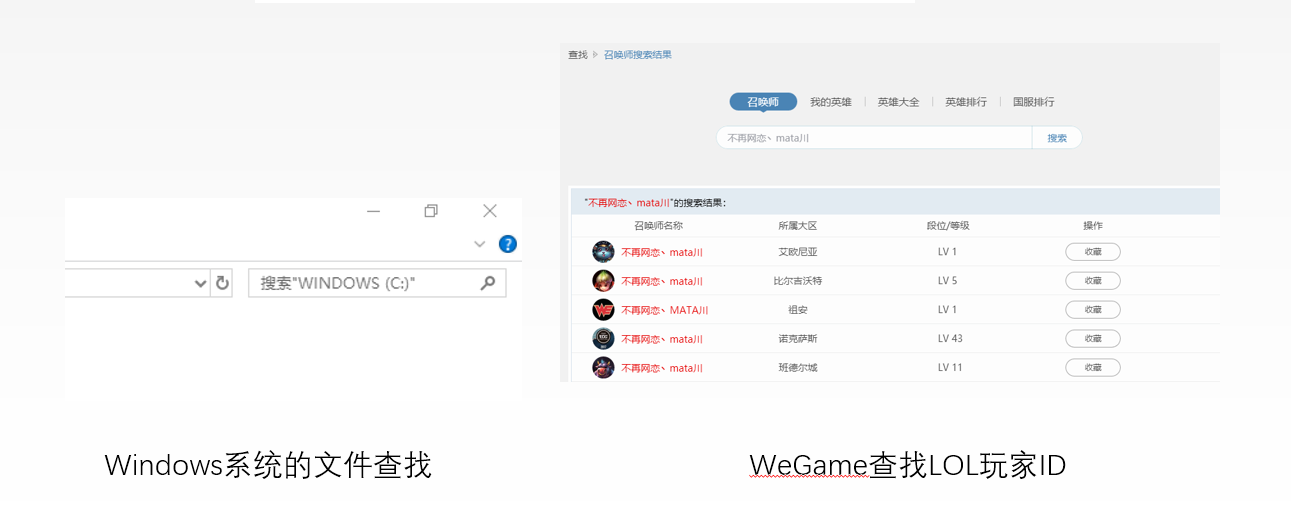 查找 召唤师搜索结果
召唤师 我的英雄 英雄大全 英雄排行 国服排行
不再网恋丶mata川 搜索
"不再网恋丶mata川"的搜索结果：
召唤师名称 所属大区 段位/等级 操作
不再网恋丶mata川 艾欧尼亚 LV 1 收藏
不再网恋丶mata川 比尔吉沃特 LV 5 收藏
不再网恋丶MATA川 祖安 LV 1 收藏
不再网恋丶mata川 诺克萨斯 LV 43 收藏
不再网恋丶mata川 班德尔城 LV 11 收藏
搜索"WINDOWS (C:)"
Windows系统的文件查找
WeGame查找LOL玩家ID